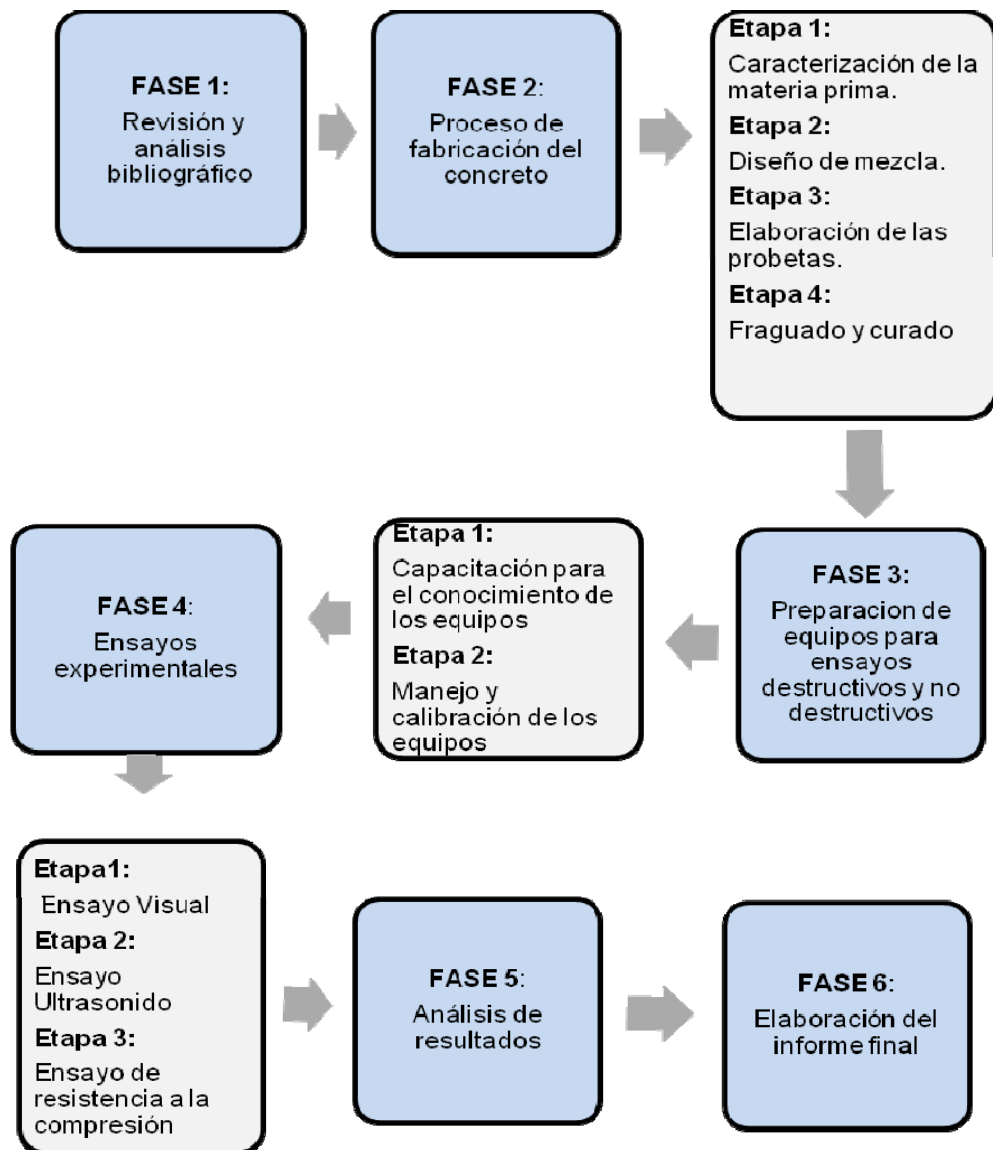 FASE 1:
Revisión y
análisis
bibliográfico
FASE 2:
Proceso de
fabricación del
concreto
Etapa 1:
Caracterización de la
materia prima.
Etapa 2:
Diseño de mezcla.
Etapa 3:
Elaboración de las
probetas.
Etapa 4:
Fraguado y curado
FASE 3:
Preparacion de
equipos para
ensayos
destructivos y no
destructivos
Etapa 1:
Capacitación para
el conocimiento de
los equipos
Etapa 2:
Manejo y
calibración de los
equipos
FASE 4:
Ensayos
experimentales
Etapa1:
Ensayo Visual
Etapa 2:
Ensayo
Ultrasonido
Etapa 3:
Ensayo de
resistencia a la
compresión
FASE 5:
Análisis de
resultados
FASE 6:
Elaboración del
informe final